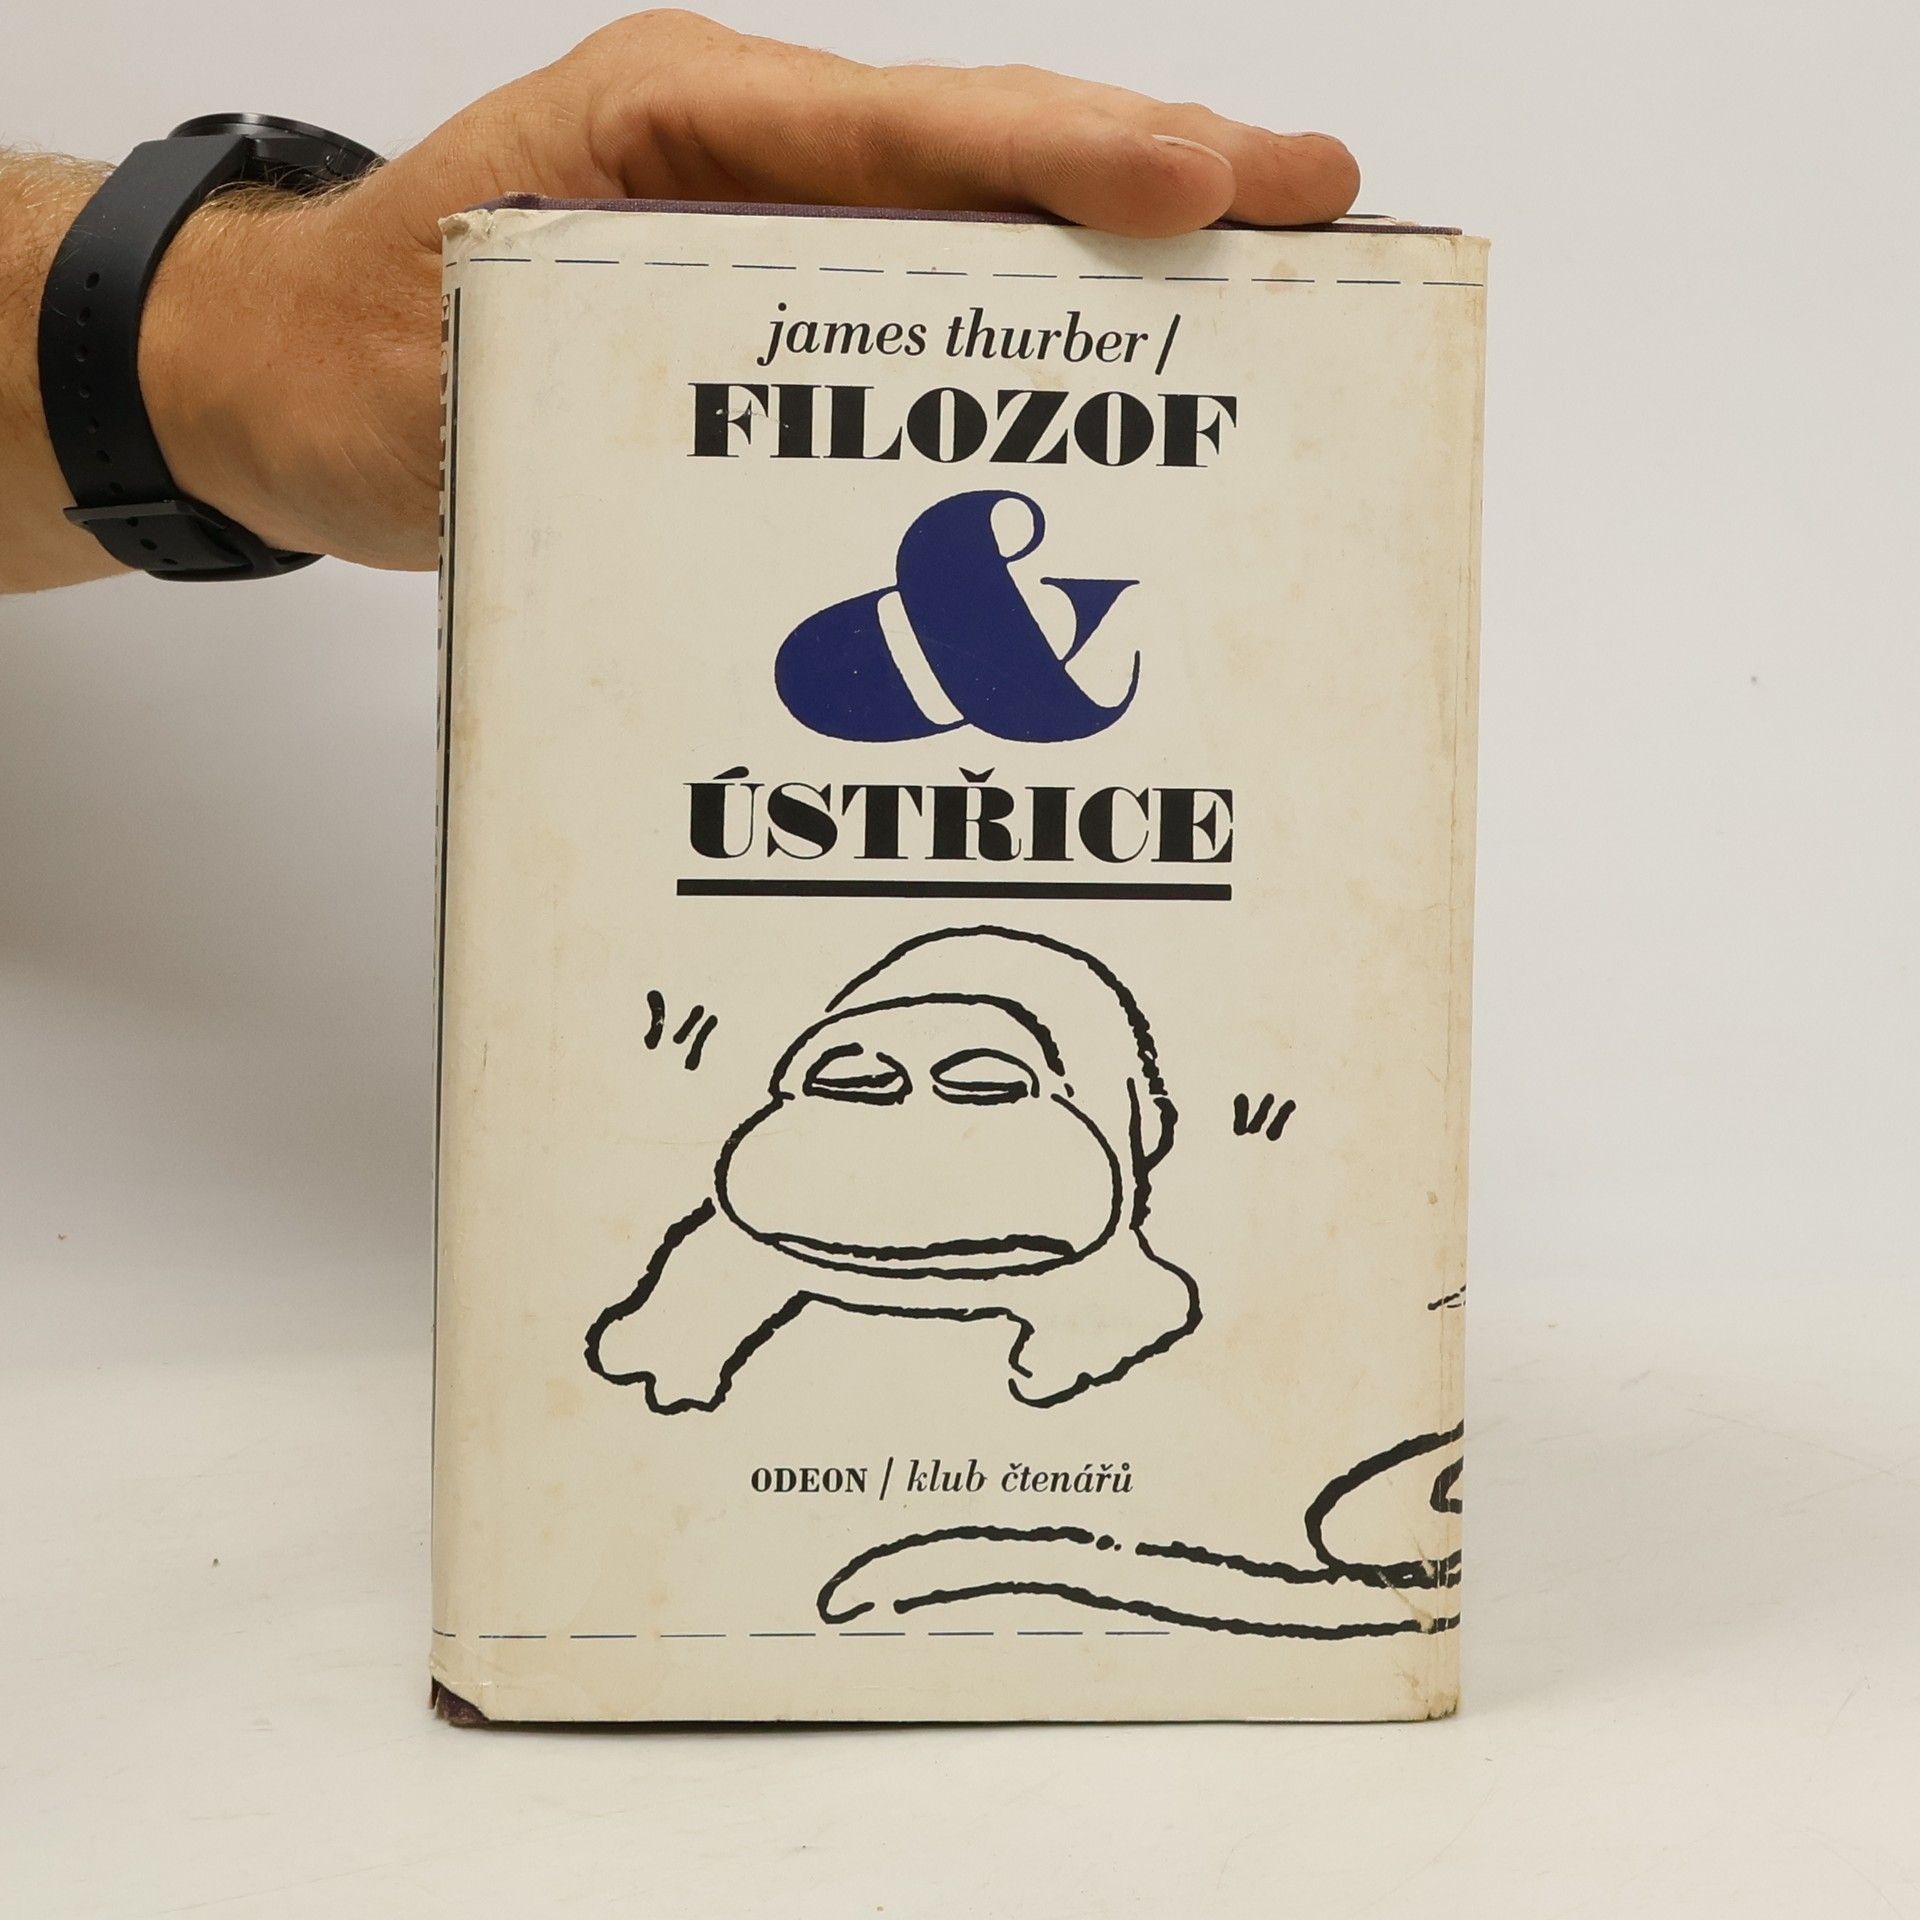 james thurber/
FILOZOF
&
ÚSTŘICE
ODEON / klub čtenářů